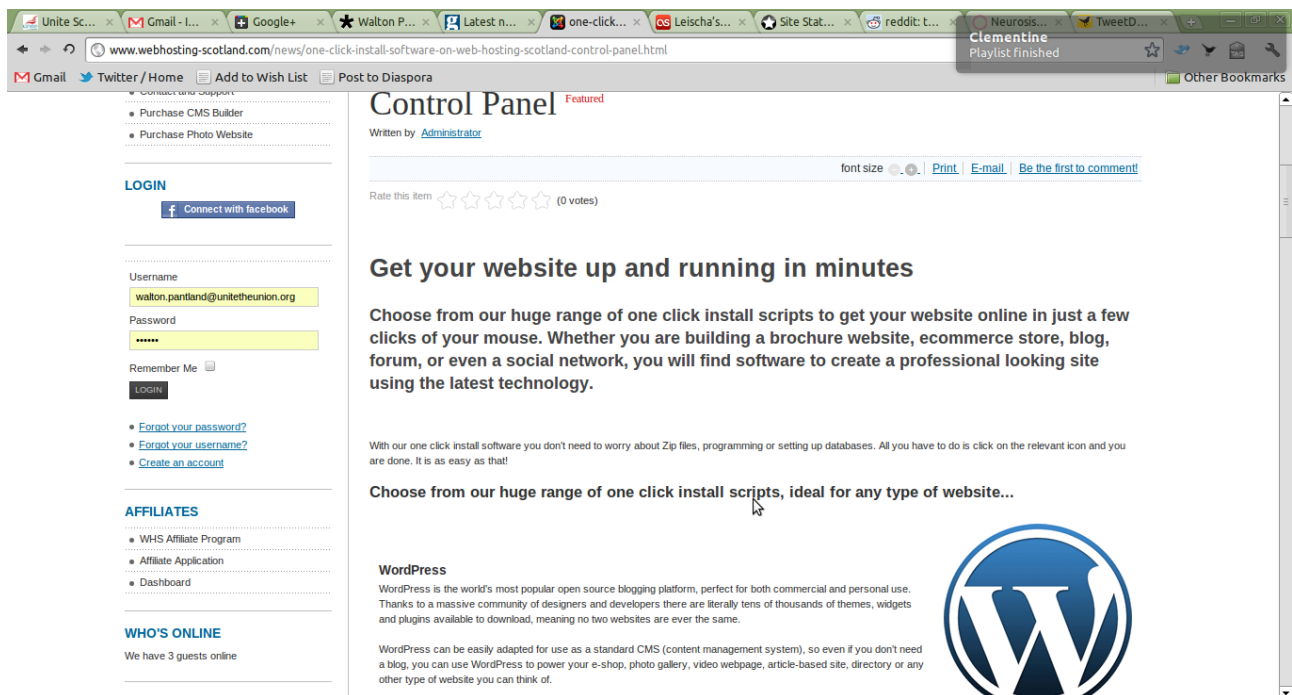 Unite Sc...
Gmail - I...
Google+
Walton P...
Latest n...
one-click...
Leischa's...
Site Stat...
reddit: t...
Neurosis...
TweetD...
Clementine
Playlist finished
www.webhosting-scotland.com/news/one-click-install-software-on-web-hosting-scotland-control-panel.html
Gmail
Twitter / Home
Add to Wish List
Post to Diaspora
Other Bookmarks
Contact and Support
Purchase CMS Builder
Purchase Photo Website
LOGIN
f Connect with facebook
Username
walton.pantland@unitetheunion.org
Password
••••••
Remember Me
LOGIN
Forgot your password?
Forgot your username?
Create an account
AFFILIATES
WHS Affiliate Program
Affiliate Application
Dashboard
WHO'S ONLINE
We have 3 guests online
Control Panel Featured
Written by Administrator
font size Print E-mail Be the first to comment!
Rate this item (0 votes)
Get your website up and running in minutes
Choose from our huge range of one click install scripts to get your website online in just a few
clicks of your mouse. Whether you are building a brochure website, ecommerce store, blog,
forum, or even a social network, you will find software to create a professional looking site
using the latest technology.
With our one click install software you don't need to worry about Zip files, programming or setting up databases. All you have to do is click on the relevant icon and you
are done. It is as easy as that!
Choose from our huge range of one click install scripts, ideal for any type of website...
WordPress
WordPress is the world's most popular open source blogging platform, perfect for both commercial and personal use.
Thanks to a massive community of designers and developers there are literally tens of thousands of themes, widgets
and plugins available to download, meaning no two websites are ever the same.
WordPress can be easily adapted for use as a standard CMS (content management system), so even if you don't need
a blog, you can use WordPress to power your e-shop, photo gallery, video webpage, article-based site, directory or any
other type of website you can think of.
W